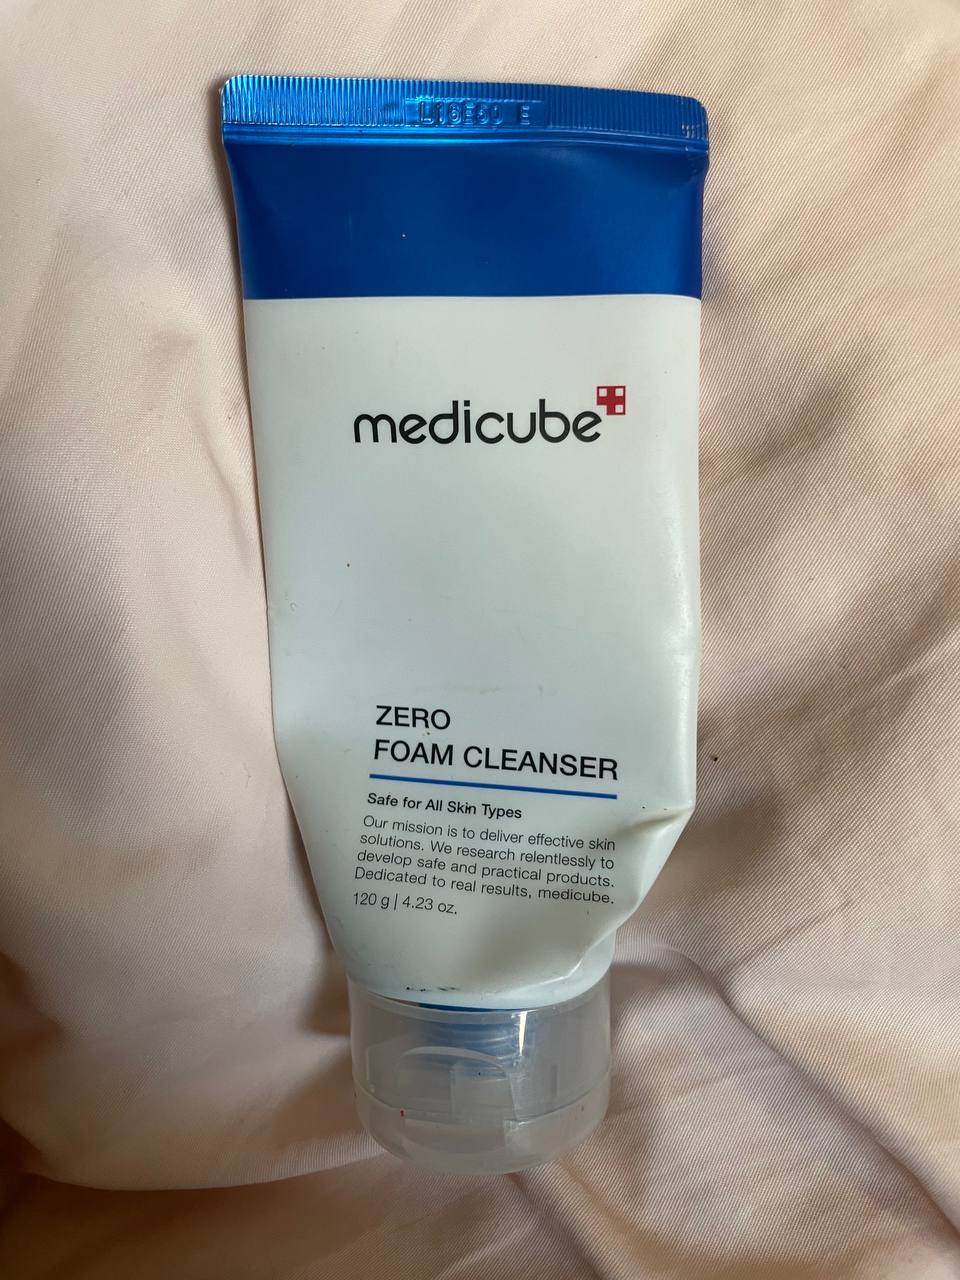 medicube
ZERO
FOAM CLEANSER
Safe for All Skin Types
Our mission is to deliver effective skin
solutions. We research relentlessly to
develop safe and practical products.
Dedicated to real results, medicube.
120 g | 4.23 oz.